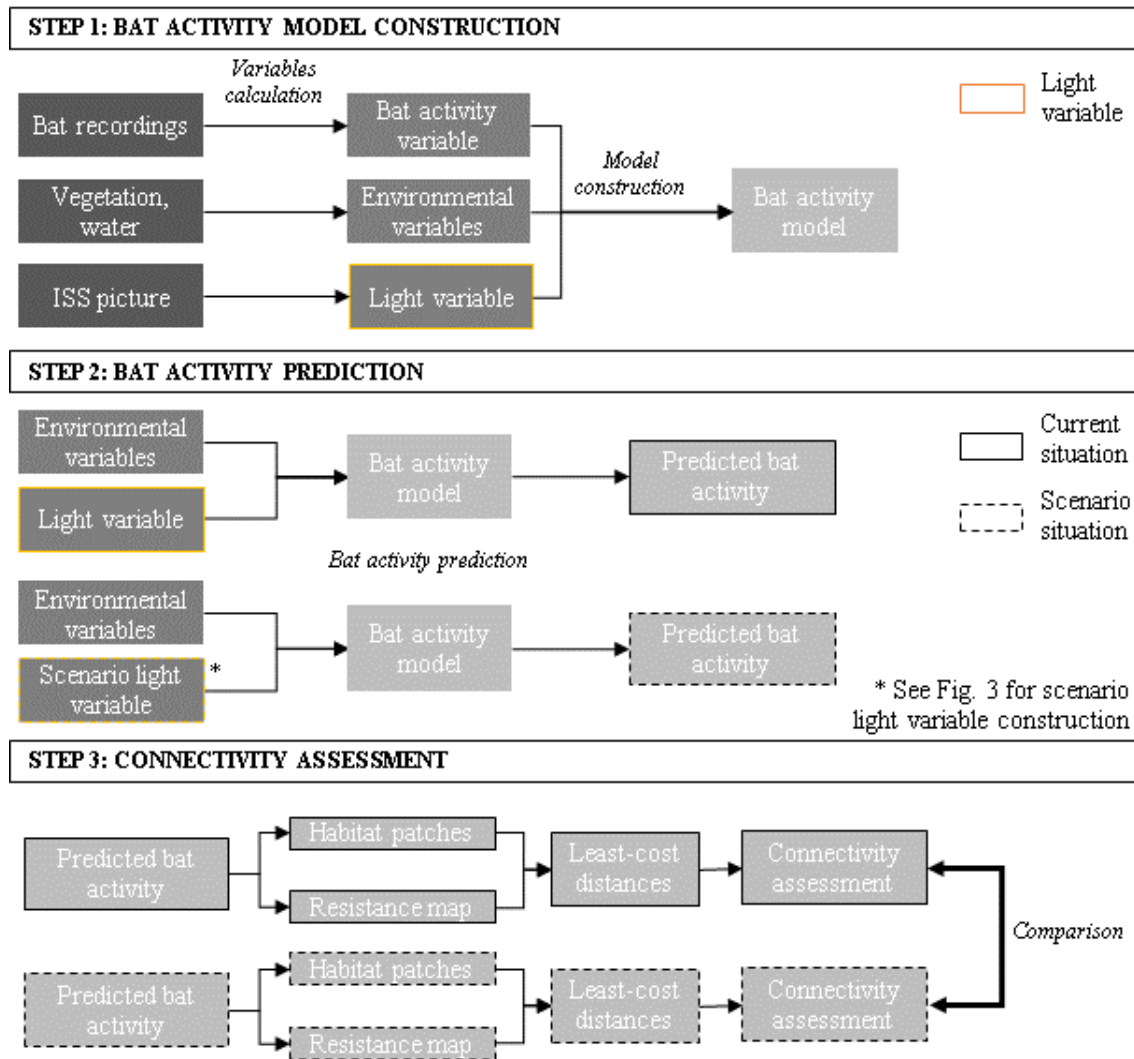 STEP 1: BAT ACTIVITY MODEL CONSTRUCTION
Variables
calculation
Bat recordings
Bat activity
variable
Light
variable
Vegetation,
water
Environmental
variables
Model
construction
Bat activity
model
ISS picture
Light variable
STEP 2: BAT ACTIVITY PREDICTION
Environmental
variables
Light variable
Bat activity
model
Predicted bat
activity
Current
situation
Scenario
situation
Bat activity prediction
Environmental
variables
Scenario light
variable
*
Bat activity
model
Predicted bat
activity
* See Fig. 3 for scenario
light variable construction
STEP 3: CONNECTIVITY ASSESSMENT
Predicted bat
activity
Habitat patches
Resistance map
Least-cost
distances
Connectivity
assessment
Comparison
Predicted bat
activity
Habitat patches
Resistance map
Least-cost
distances
Connectivity
assessment